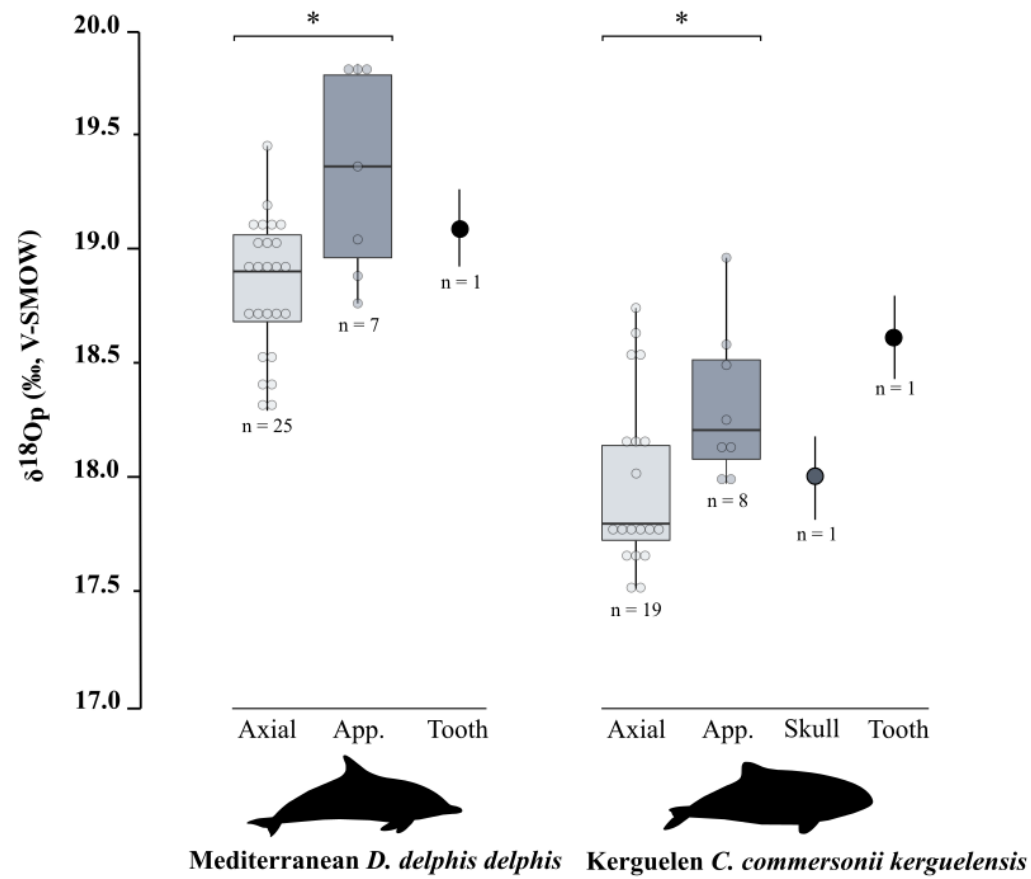 20.0
19.5
19.0
18.5
18.0
17.5
17.0
δ18Op (‰, V-SMOW)
*
*
n = 25
n = 7
n = 1
n = 19
n = 8
n = 1
n = 1
Axial App. Tooth
Axial App. Skull Tooth
Mediterranean D. delphis delphis
Kerguelen C. commersonii kerguelensis